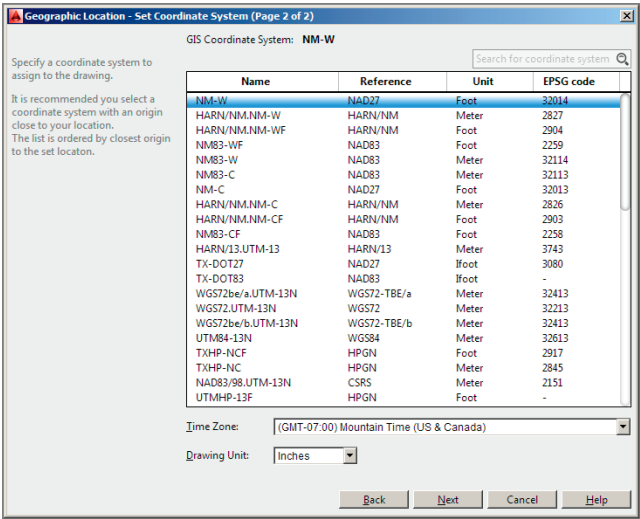 Geographic Location - Set Coordinate System (Page 2 of 2)
GIS Coordinate System: NM-W
Search for coordinate system
Specify a coordinate system to
assign to the drawing.
It is recommended you select a
coordinate system with an origin
close to your location.
The list is ordered by closest origin
to the set locaton.
Name Reference Unit EPSG code
NM-W NAD27 Foot 32014
HARN/NM.NM-W HARN/NM Meter 2827
HARN/NM.NM-WF HARN/NM Foot 2904
NM83-WF NAD83 Foot 2259
NM83-W NAD83 Meter 32114
NM83-C NAD83 Meter 32113
NM-C NAD27 Foot 32013
HARN/NM.NM-C HARN/NM Meter 2826
HARN/NM.NM-CF HARN/NM Foot 2903
NM83-CF NAD83 Foot 2258
HARN/13.UTM-13 HARN/13 Meter 3743
TX-DOT27 NAD27 Ifoot 3080
TX-DOT83 NAD83 Ifoot -
WGS72be/a.UTM-13N WGS72-TBE/a Meter 32413
WGS72.UTM-13N WGS72 Meter 32213
WGS72be/b.UTM-13N WGS72-TBE/b Meter 32413
UTM84-13N WGS84 Meter 32613
TXHP-NCF HPGN Foot 2917
TXHP-NC HPGN Meter 2845
NAD83/98.UTM-13N CSRS Meter 2151
UTMHP-13F HPGN Foot -
Time Zone: (GMT-07:00) Mountain Time (US & Canada)
Drawing Unit: Inches
Back Next Cancel Help